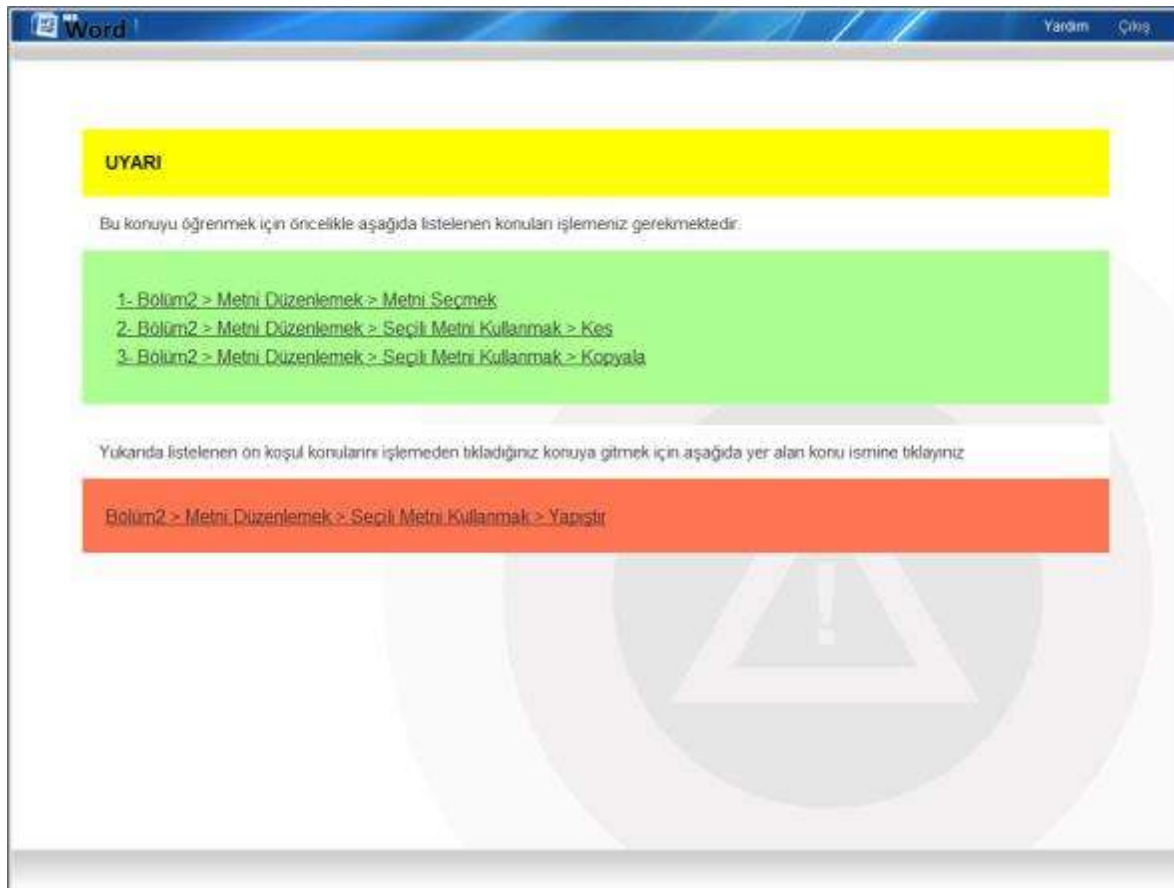 Word
Yardım Çıkış
UYARI
Bu konuyu öğrenmek için öncelikle aşağıda listelenen konuları işlemeniz gerekmektedir.
1- Bölüm2 > Metni Düzenlemek > Metni Seçmek
2- Bölüm2 > Metni Düzenlemek > Seçili Metni Kullanmak > Kes
3- Bölüm2 > Metni Düzenlemek > Seçili Metni Kullanmak > Kopyala
Yukarıda listelenen ön koşul konularını işlemeden tıkladığınız konuya gitmek için aşağıda yer alan konu ismine tıklayınız
Bölüm2 > Metni Düzenlemek > Seçili Metni Kullanmak > Yapıştır